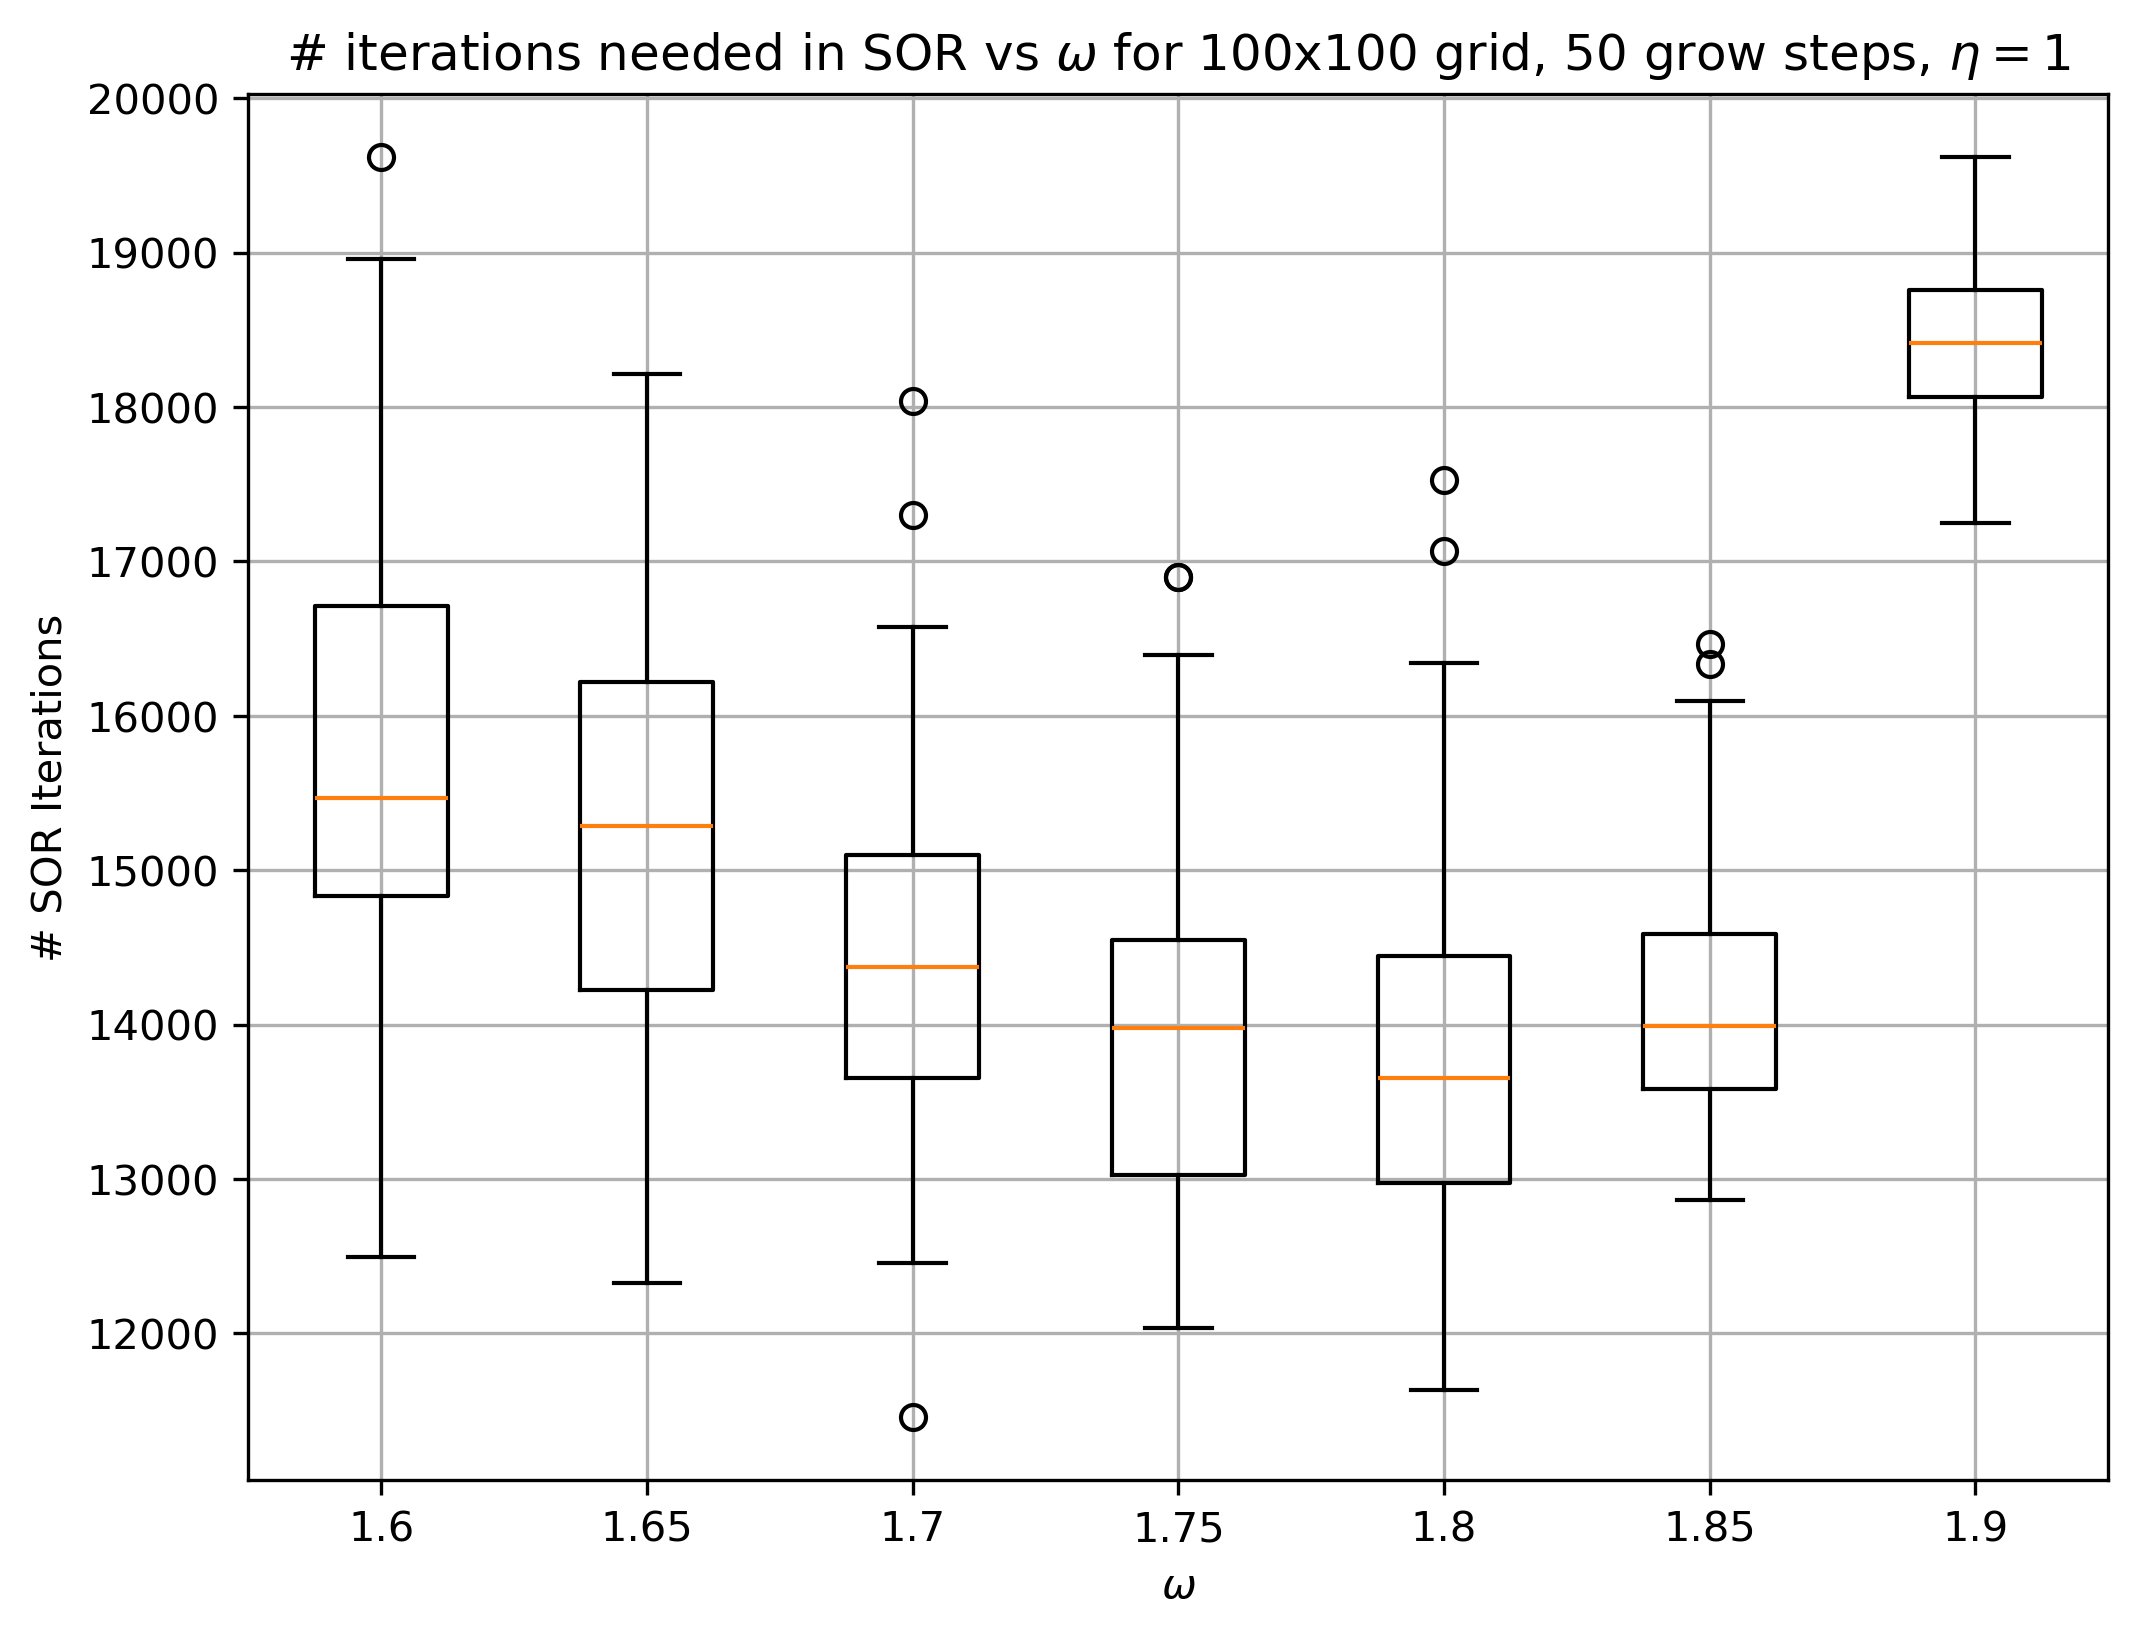 # iterations needed in SOR vs ω for 100x100 grid, 50 grow steps, η = 1
20000
19000
18000
17000
16000
15000
14000
13000
12000
# SOR Iterations
1.6 1.65 1.7 1.75 1.8 1.85 1.9
ω